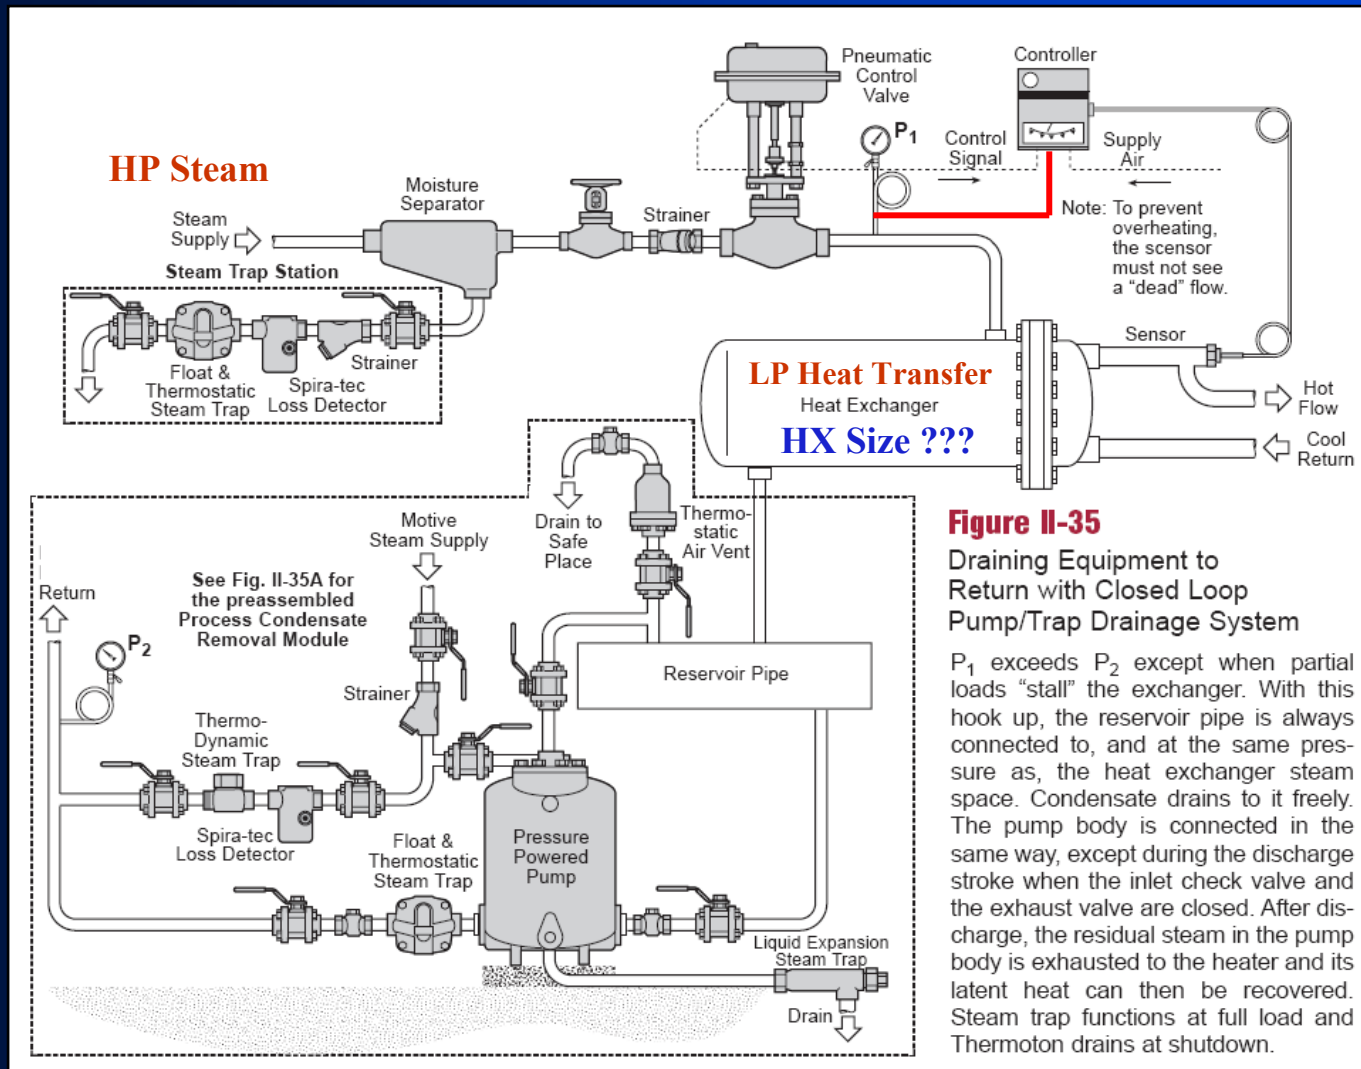 Pneumatic
Control
Valve
Controller
P1
Control
Signal
Supply
Air
HP Steam
Moisture
Separator
Steam
Supply
Strainer
Note: To prevent
overheating,
the scensor
must not see
a “dead” flow.
Steam Trap Station
Strainer
Float &
Thermostatic
Steam Trap
Spira-tec
Loss Detector
Sensor
LP Heat Transfer
Heat Exchanger
HX Size ???
Hot
Flow
Cool
Return
Motive
Steam Supply
Drain to
Safe
Place
Thermo-
static
Air Vent
See Fig. II-35A for
the preassembled
Process Condensate
Removal Module
Return
P2
Strainer
Reservoir Pipe
Thermo-
Dynamic
Steam Trap
Spira-tec
Loss Detector
Float &
Thermostatic
Steam Trap
Pressure
Powered
Pump
Liquid Expansion
Steam Trap
Drain
Figure II-35
Draining Equipment to
Return with Closed Loop
Pump/Trap Drainage System
P1 exceeds P2 except when partial
loads “stall” the exchanger. With this
hook up, the reservoir pipe is always
connected to, and at the same pres-
sure as, the heat exchanger steam
space. Condensate drains to it freely.
The pump body is connected in the
same way, except during the discharge
stroke when the inlet check valve and
the exhaust valve are closed. After dis-
charge, the residual steam in the pump
body is exhausted to the heater and its
latent heat can then be recovered.
Steam trap functions at full load and
Thermoton drains at shutdown.